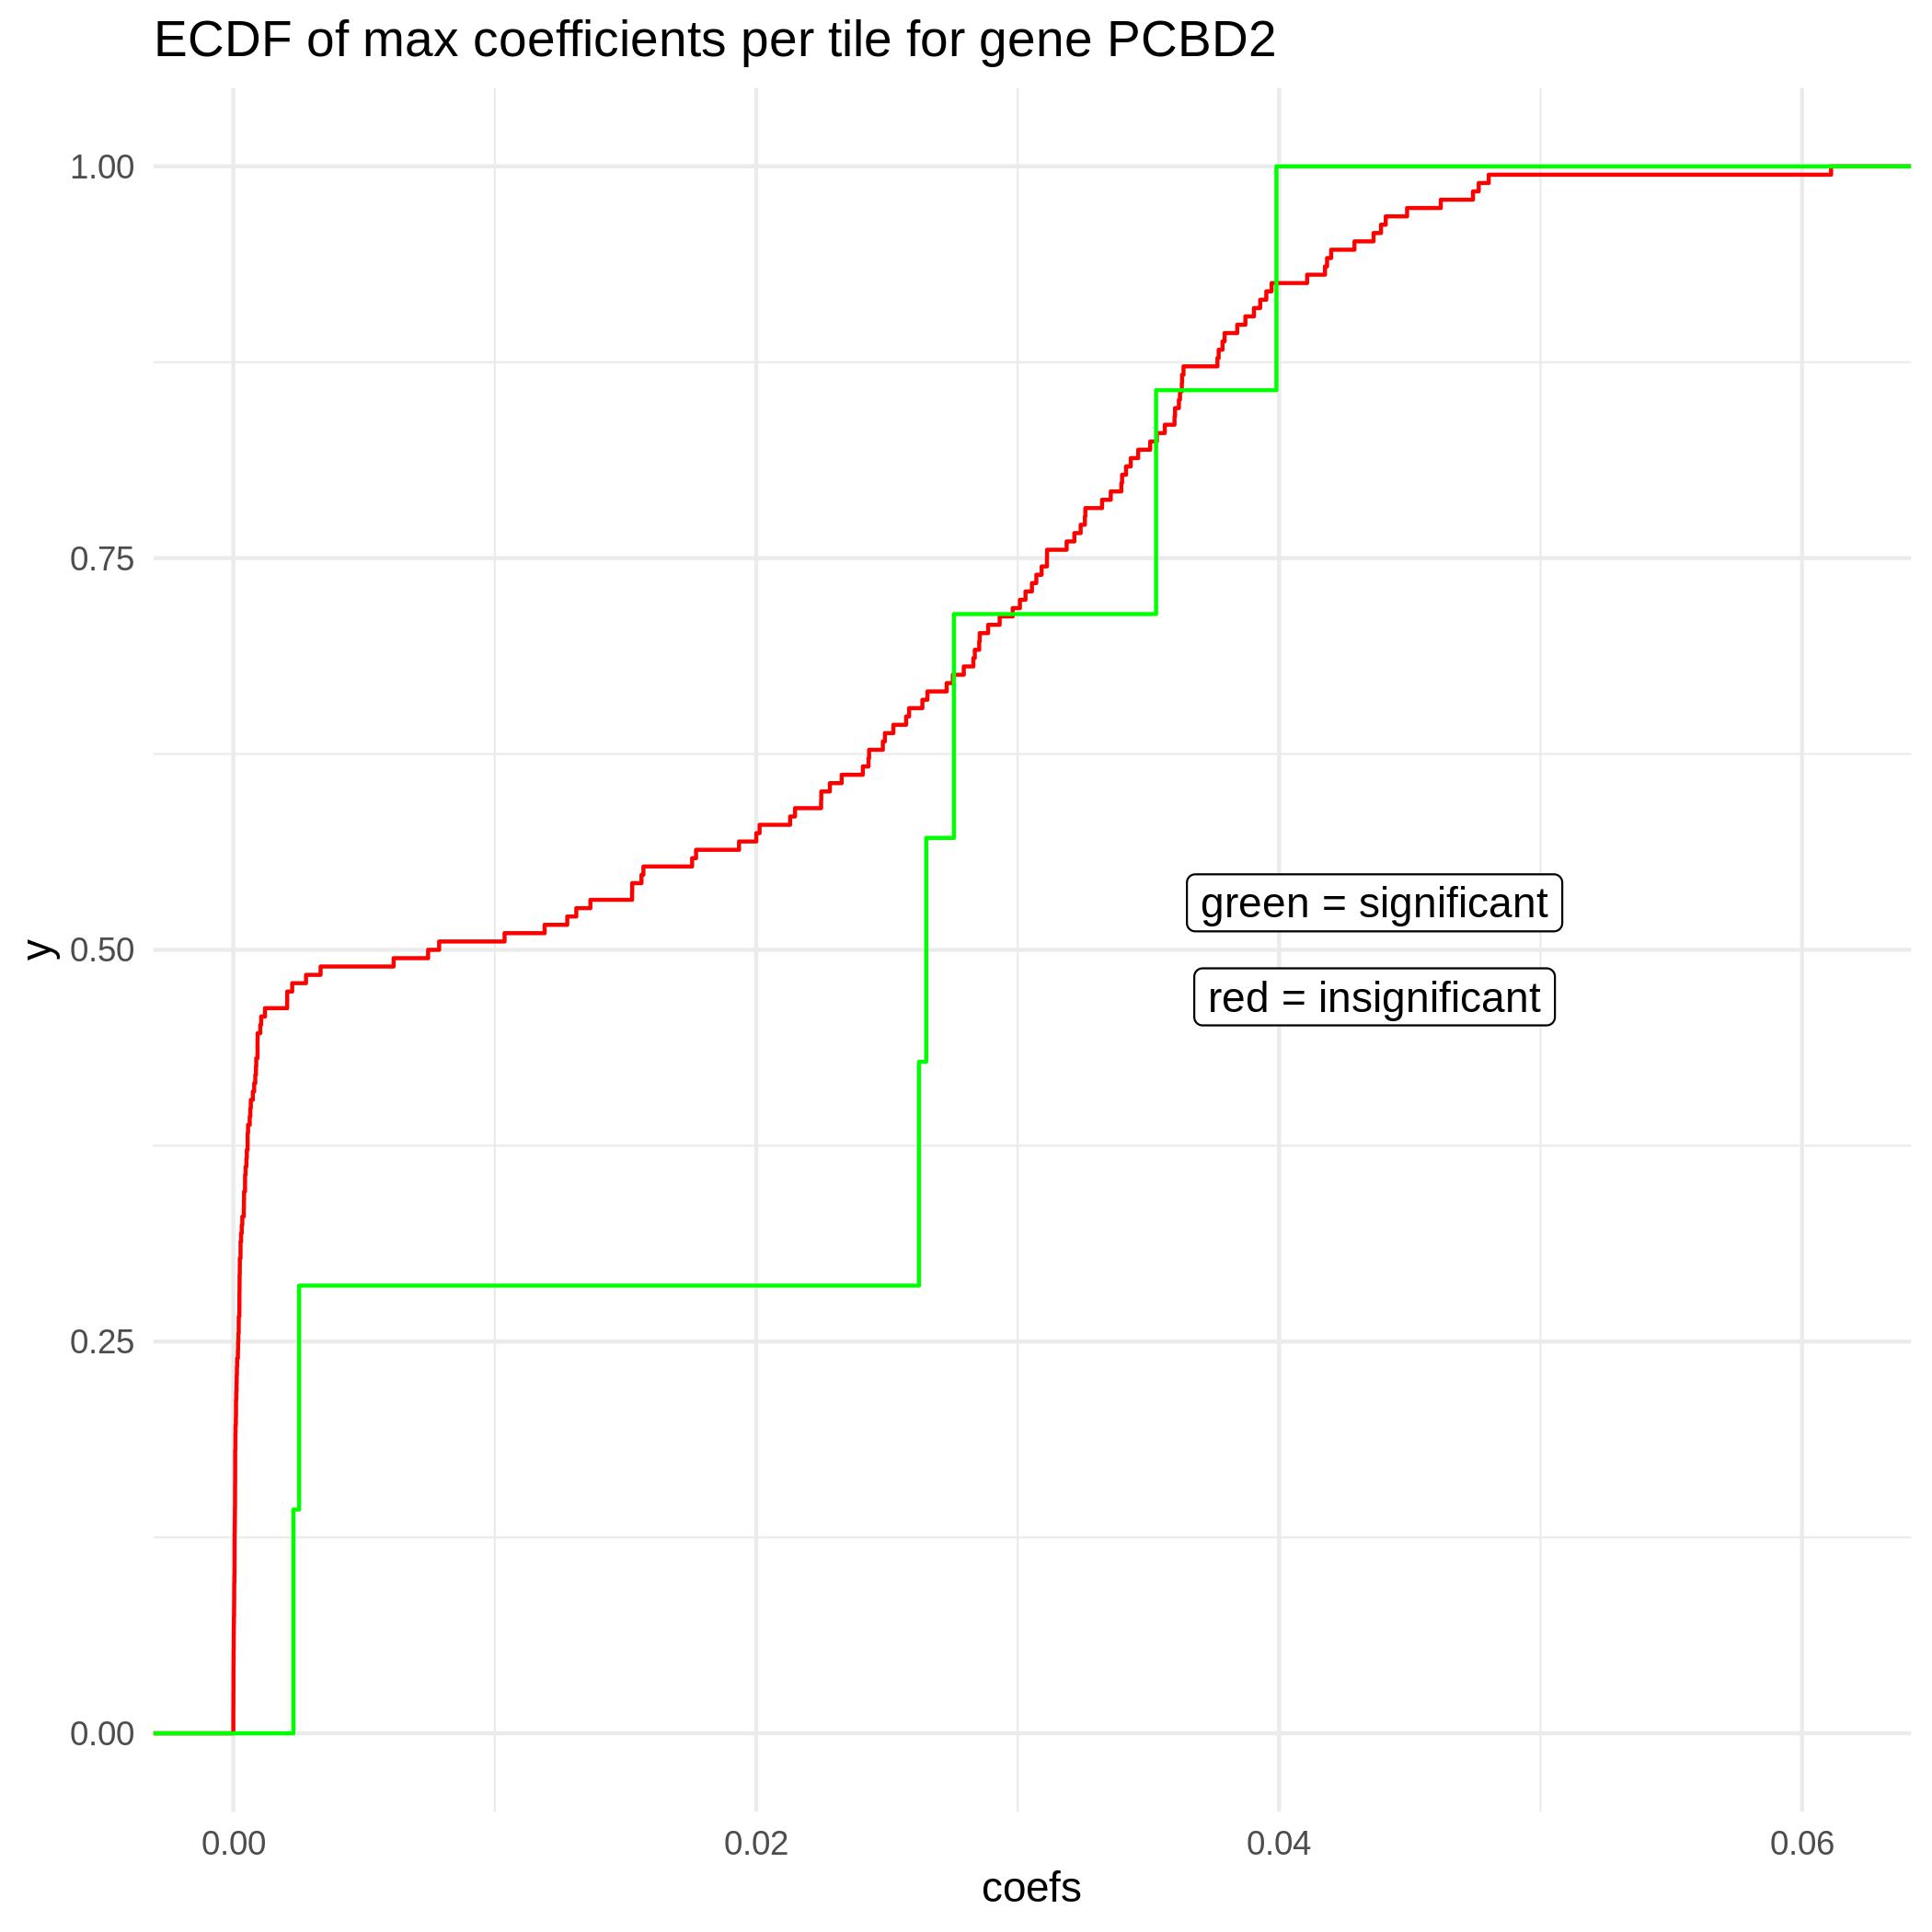 ECDF of max coefficients per tile for gene PCBD2
1.00
0.75
0.50
0.25
0.00
y
green = significant
red = insignificant
0.00 0.02 0.04 0.06
coefs